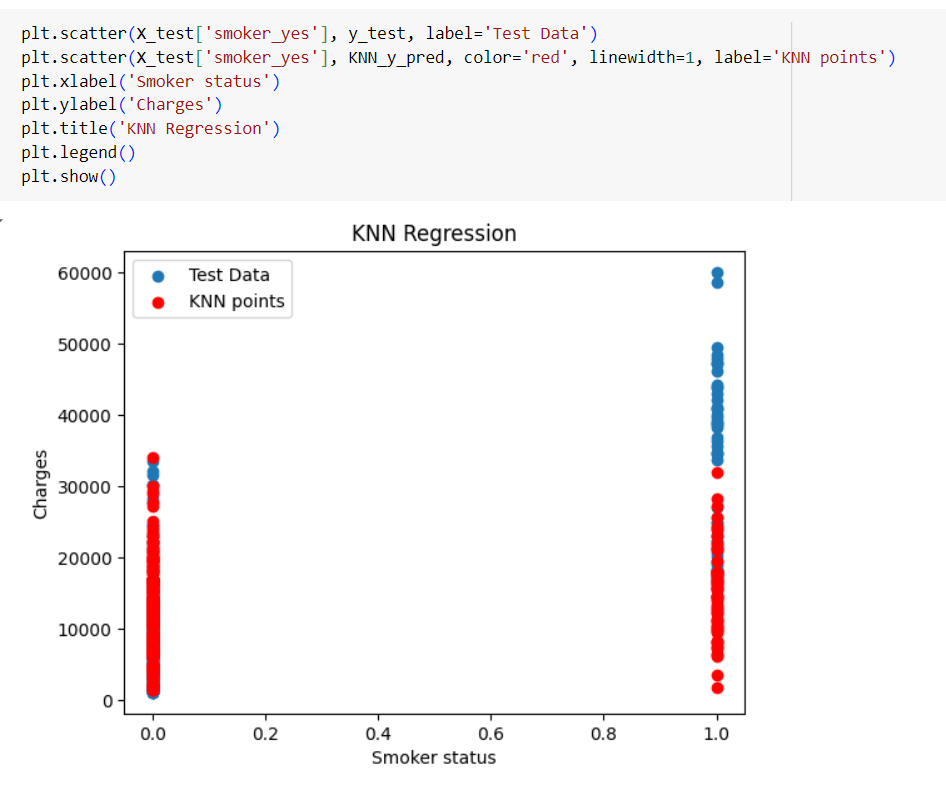 plt.scatter(X_test['smoker_yes'], y_test, label='Test Data')
plt.scatter(X_test['smoker_yes'], KNN_y_pred, color='red', linewidth=1, label='KNN points')
plt.xlabel('Smoker status')
plt.ylabel('Charges')
plt.title('KNN Regression')
plt.legend()
plt.show()
KNN Regression
Test Data
KNN points
60000
50000
40000
30000
20000
10000
0
Charges
0.0 0.2 0.4 0.6 0.8 1.0
Smoker status